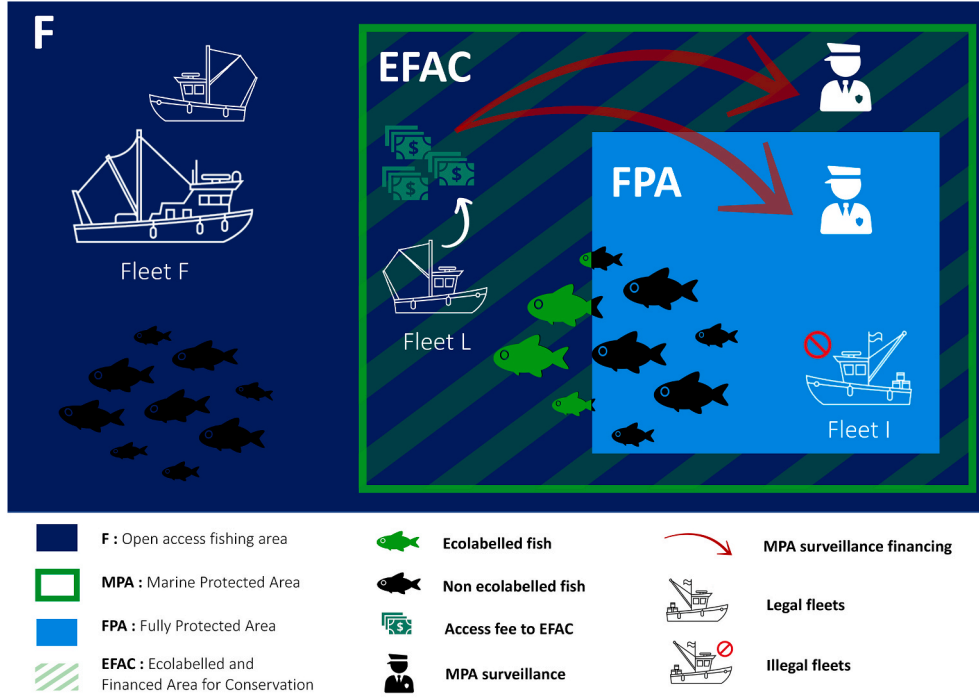 F
EFAC
FPA
Fleet F
Fleet L
Fleet I
F : Open access fishing area
MPA : Marine Protected Area
FPA : Fully Protected Area
EFAC : Ecolabelled and
Financed Area for Conservation
Ecolabelled fish
Non ecolabelled fish
Access fee to EFAC
MPA surveillance
MPA surveillance financing
Legal fleets
Illegal fleets